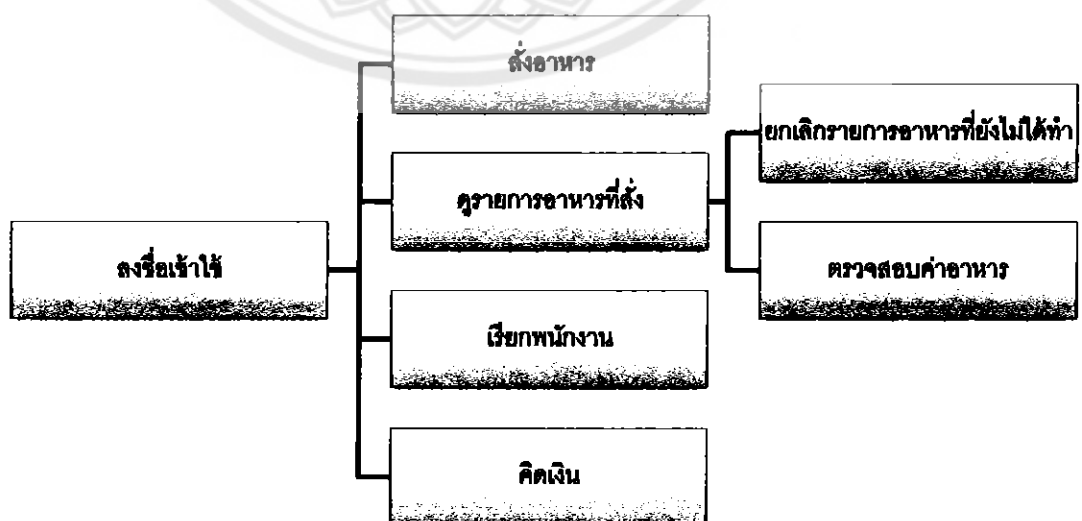 สั่งอาหาร
ยกเลิกรายการอาหารที่ยังไม่ได้ทำ
ดูรายการอาหารที่สั่ง
ลงชื่อเข้าใช้
ตรวจสอบค่าอาหาร
เรียกพนักงาน
คิดเงิน